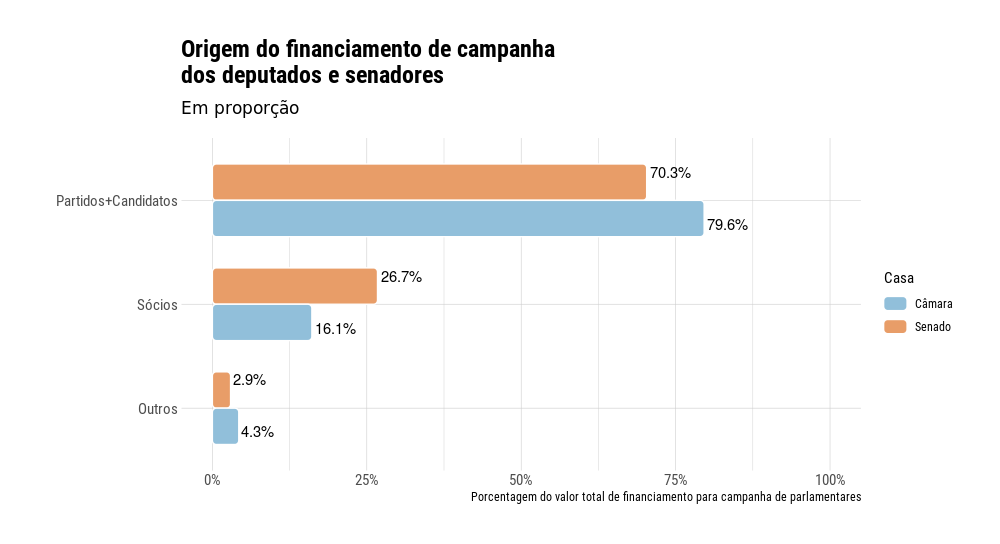 Origem do financiamento de campanha
dos deputados e senadores
Em proporção
Partidos+Candidatos
70.3%
79.6%
Sócios
26.7%
16.1%
Outros
2.9%
4.3%
0%
25%
50%
75%
100%
Porcentagem do valor total de financiamento para campanha de parlamentares
Casa
Câmara
Senado